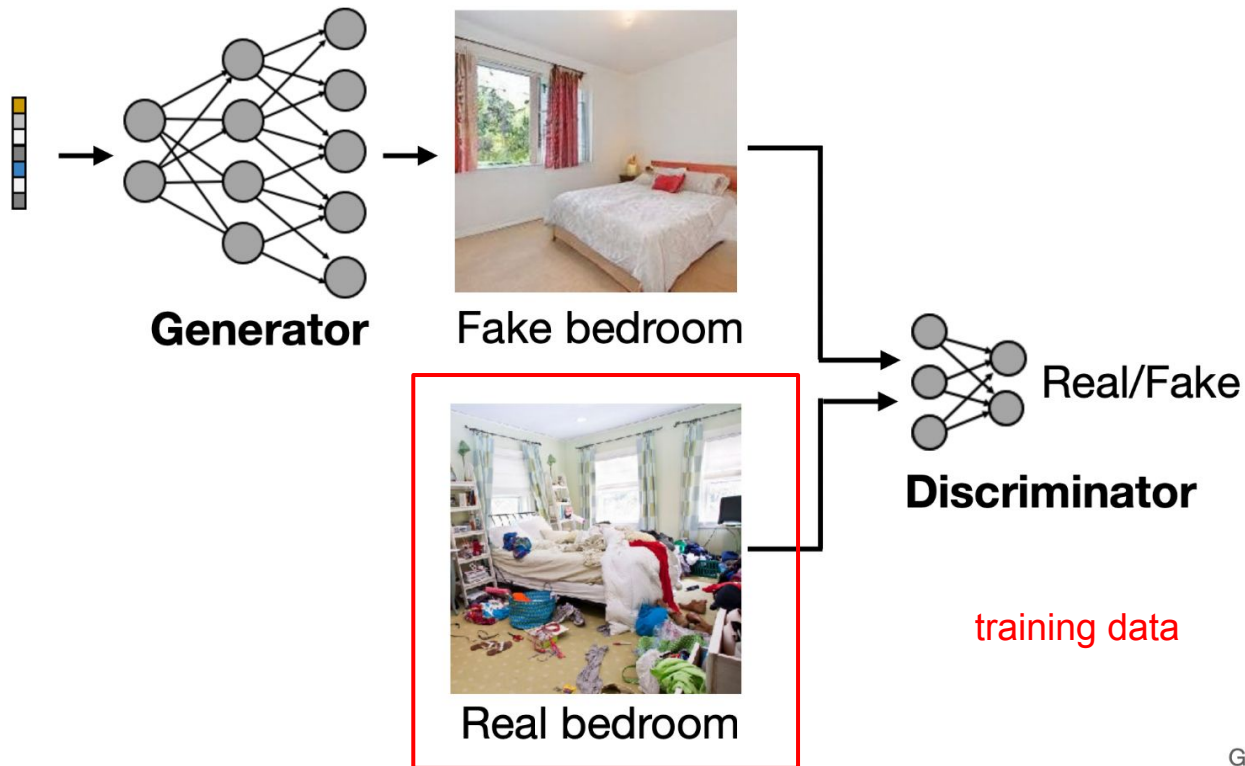 Generator
Fake bedroom
Real/Fake
Discriminator
training data
Real bedroom
G